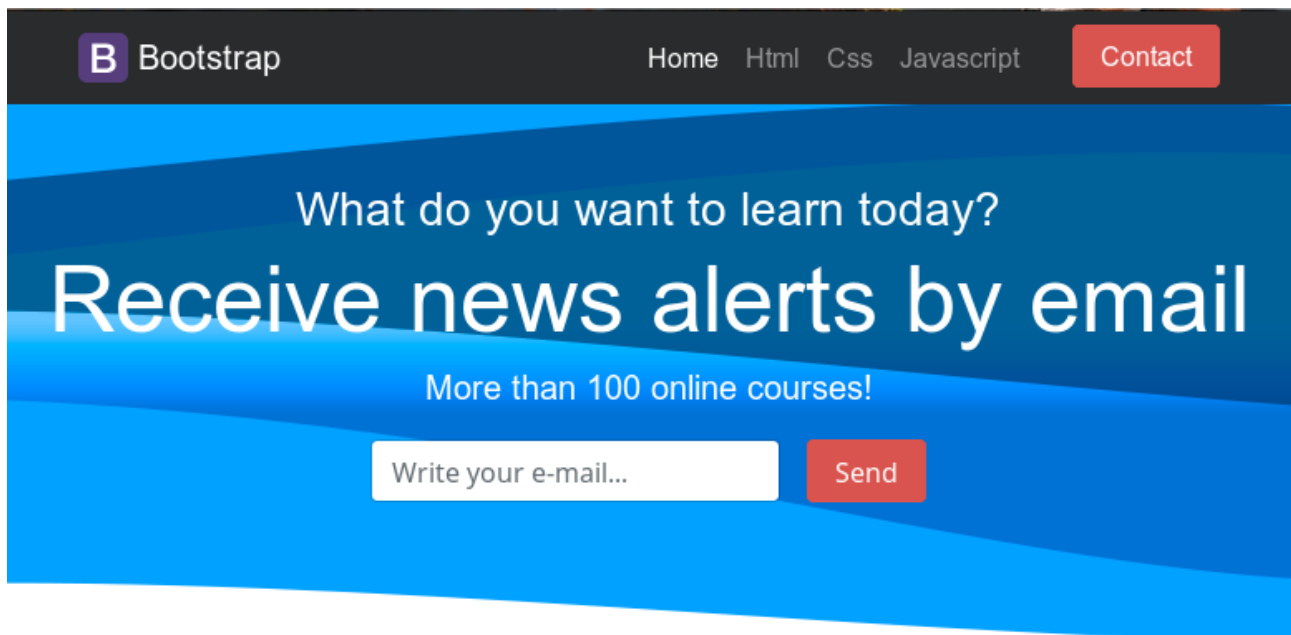 B Bootstrap Home Html Css Javascript Contact
What do you want to learn today?
Receive news alerts by email
More than 100 online courses!
Write your e-mail... Send